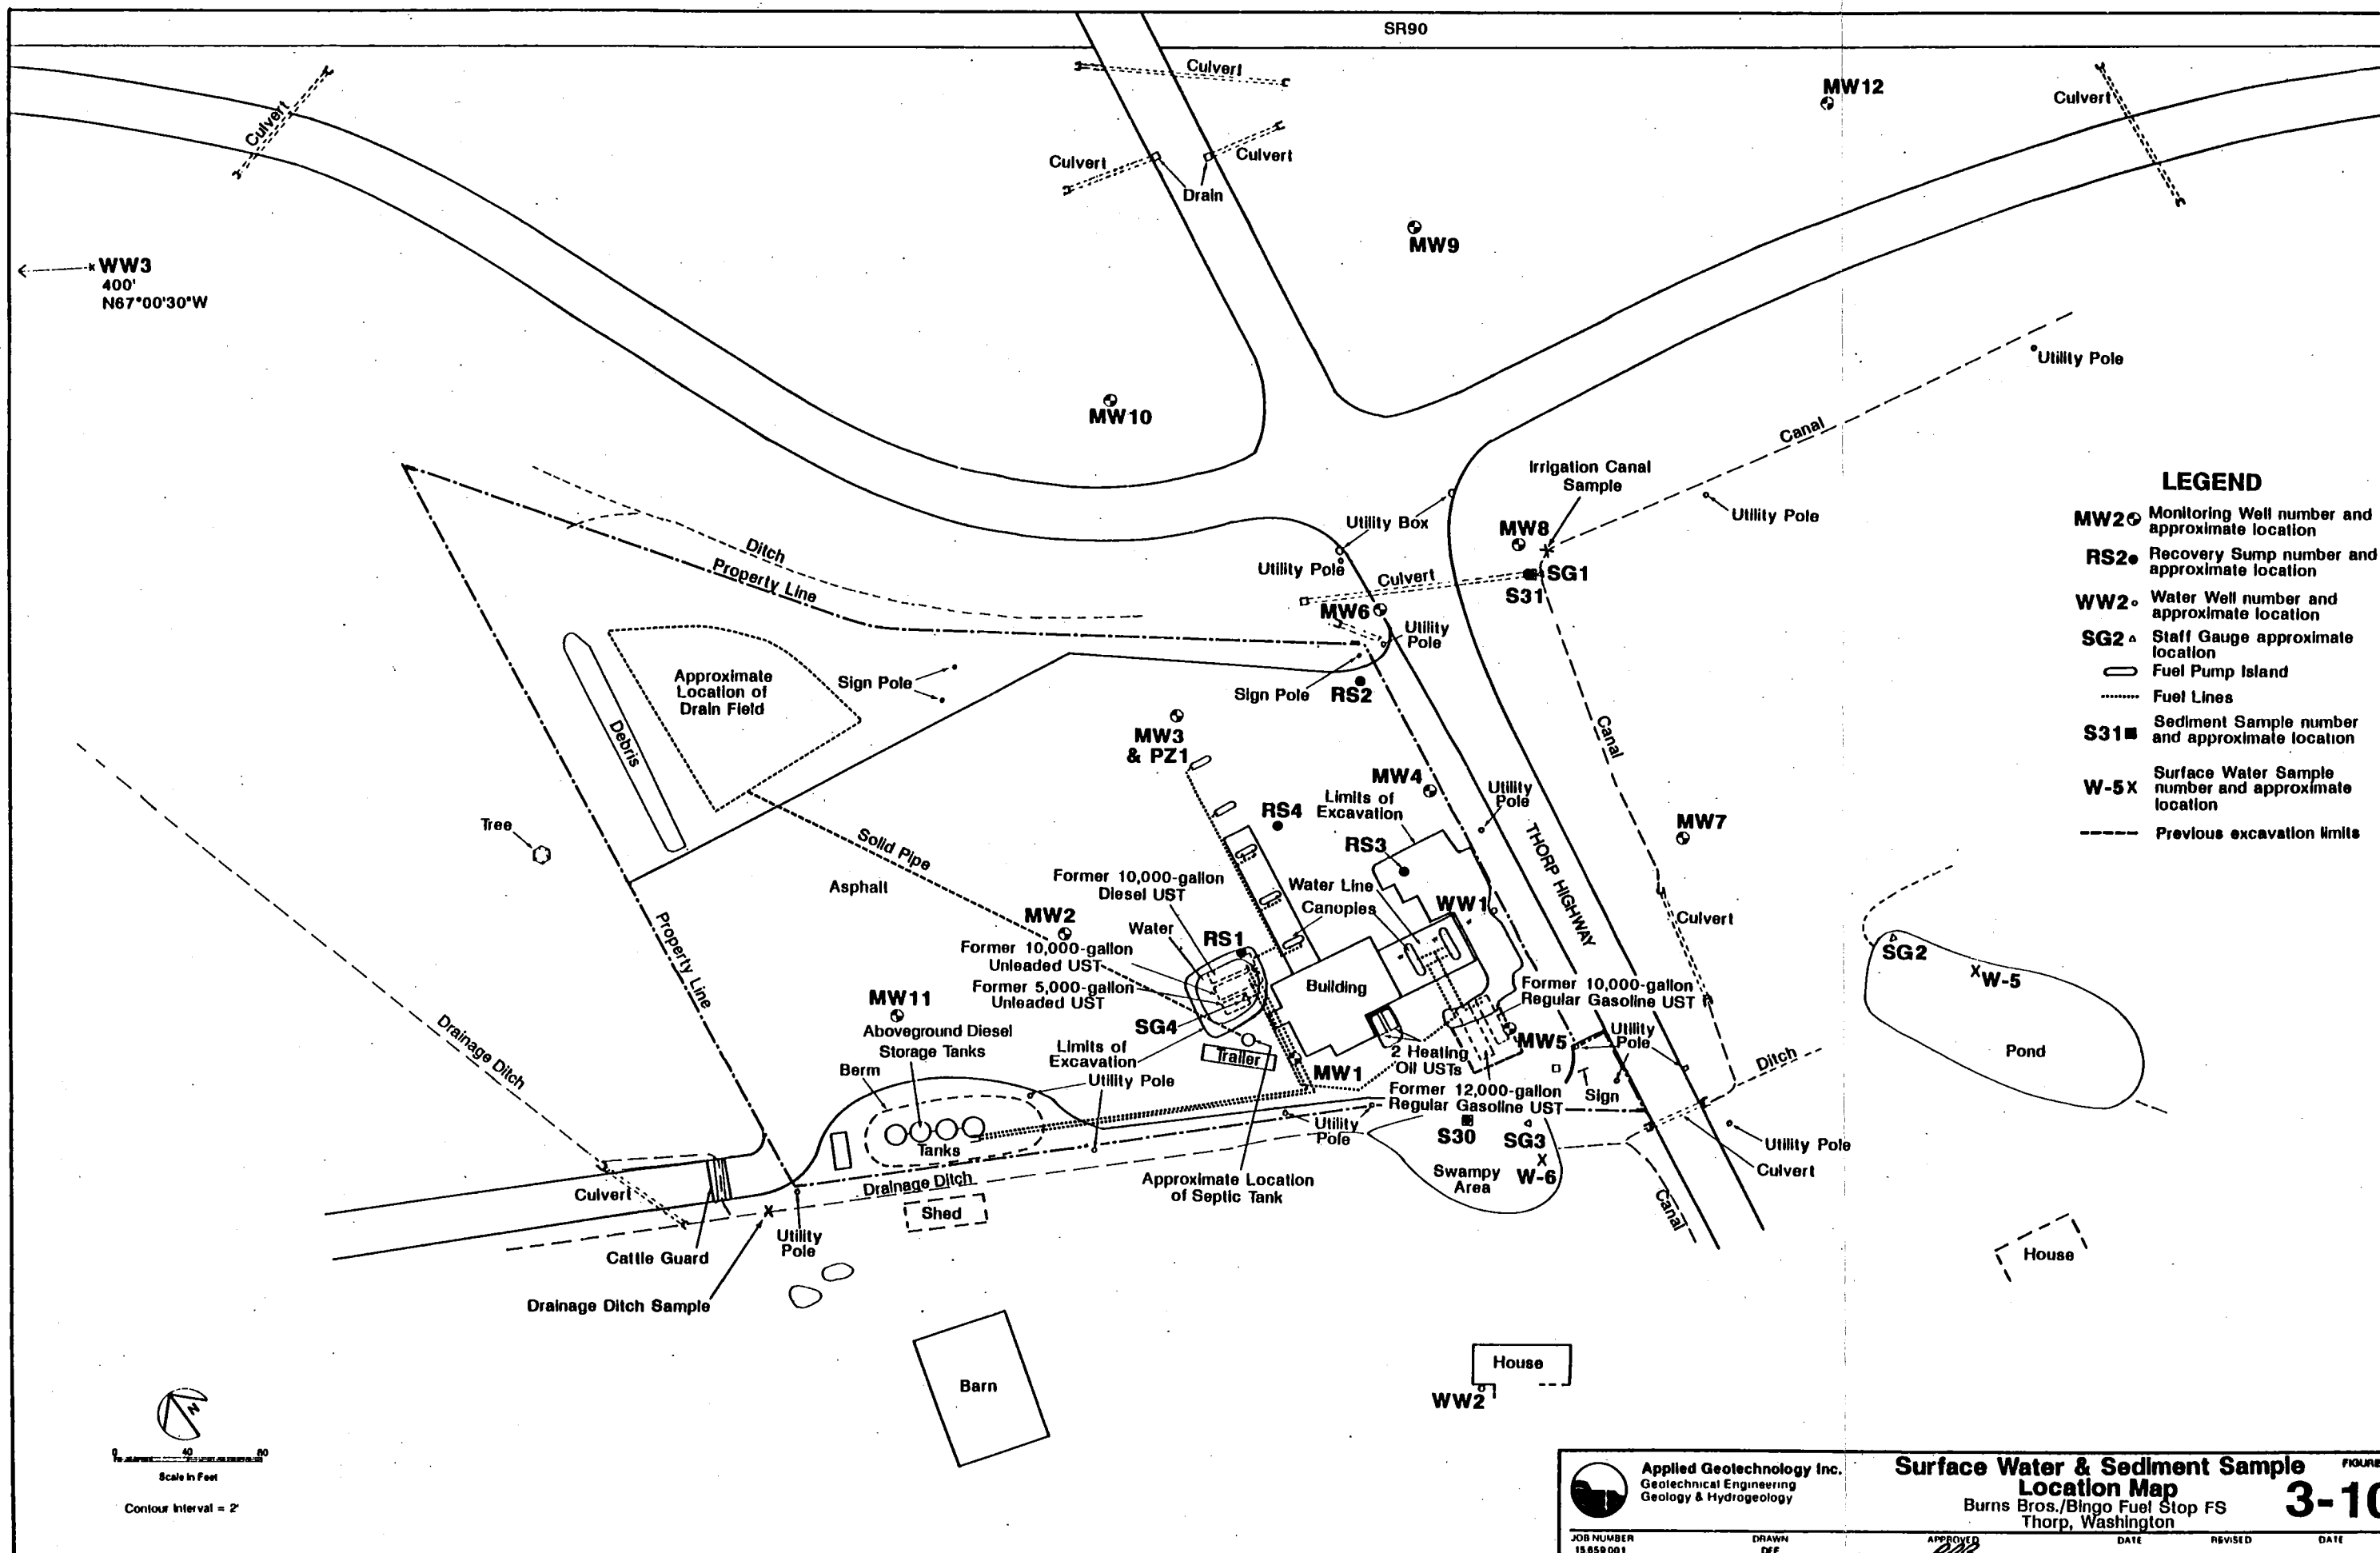 SR90
Culvert
Culvert
MW12
Culvert
Culvert
Culvert
Drain
MW9
WW3
400'
N67°00'30"W
MW10
Canal
Utility Pole
Irrigation Canal
Sample
Utility Box
MW8
Utility Pole
Utility Pole
Culvert
SG1
S31
MW6
Utility
Pole
Ditch
Property Line
Approximate
Location of
Drain Field
Sign Pole
Sign Pole
RS2
Debris
MW3
& PZ1
Canal
MW4
Limits of
Excavation
Utility
Pole
RS4
RS3
THORP HIGHWAY
MW7
Tree
Solid Pipe
Asphalt
Former 10,000-gallon
Diesel UST
Water Line
Canopies
WW1
Culvert
MW2
Water
RS1
Former 10,000-gallon
Unleaded UST
Former 5,000-gallon
Unleaded UST
Building
Former 10,000-gallon
Regular Gasoline UST
SG2
W-5
Pond
Property Line
MW11
Aboveground Diesel
Storage Tanks
SG4
Limits of
Excavation
Trailer
2 Heating
Oil USTs
MW5
Utility
Pole
Ditch
Drainage Ditch
Berm
Utility Pole
MW1
Former 12,000-gallon
Regular Gasoline UST
Sign
Tanks
Utility
Pole
S30
SG3
Utility Pole
Culvert
Swampy
Area
W-6
Canal
Culvert
Drainage Ditch
Approximate Location
of Septic Tank
Shed
Cattle Guard
Utility
Pole
Drainage Ditch Sample
House
Barn
House
WW2
LEGEND
MW2 Monitoring Well number and
approximate location
RS2 Recovery Sump number and
approximate location
WW2 Water Well number and
approximate location
SG2 Staff Gauge approximate
location
Fuel Pump Island
Fuel Lines
S31 Sediment Sample number
and approximate location
W-5X Surface Water Sample
number and approximate
location
Previous excavation limits
N
0 40 80
Scale in Feet
Contour Interval = 2'
Applied Geotechnology Inc.
Geotechnical Engineering
Geology & Hydrogeology
Surface Water & Sediment Sample
Location Map
Burns Bros./Bingo Fuel Stop FS
Thorp, Washington
FIGURE
3-10
JOB NUMBER DRAWN APPROVED DATE REVISED DATE
15,659.001 DFF